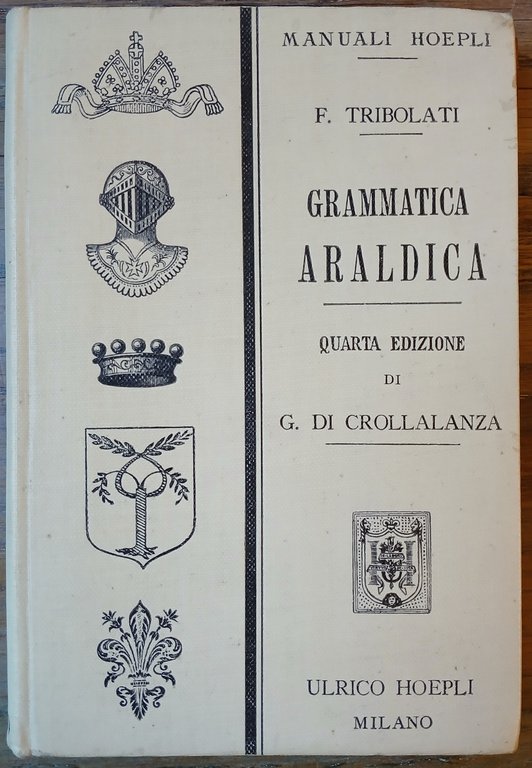 MANUALI HOEPLI
F. TRIBOLATI
GRAMMATICA
ARALDICA
QUARTA EDIZIONE
DI
G. DI CROLLALANZA
ULRICO HOEPLI
MILANO